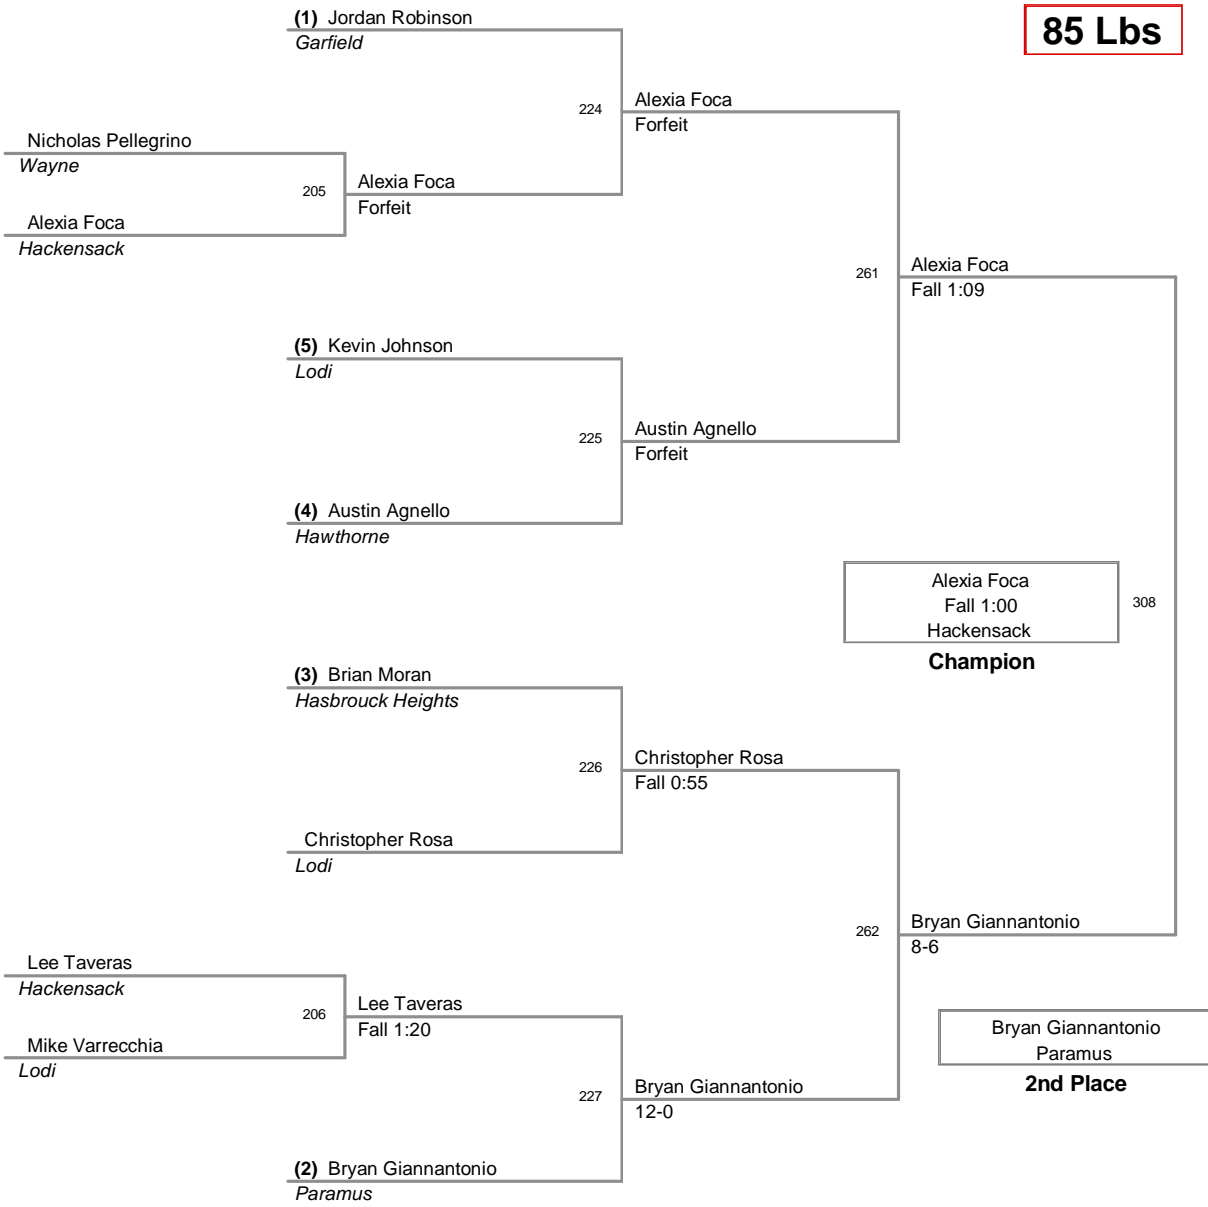 (1) Jordan Robinson
Garfield
85 Lbs
224
Alexia Foca
Forfeit
Nicholas Pellegrino
Wayne
205
Alexia Foca
Forfeit
Alexia Foca
Hackensack
261
Alexia Foca
Fall 1:09
(5) Kevin Johnson
Lodi
225
Austin Agnello
Forfeit
(4) Austin Agnello
Hawthorne
Alexia Foca
Fall 1:00
Hackensack
308
Champion
(3) Brian Moran
Hasbrouck Heights
226
Christopher Rosa
Fall 0:55
Christopher Rosa
Lodi
262
Bryan Giannantonio
8-6
Lee Taveras
Hackensack
206
Lee Taveras
Fall 1:20
Mike Varrecchia
Lodi
Bryan Giannantonio
Paramus
2nd Place
227
Bryan Giannantonio
12-0
(2) Bryan Giannantonio
Paramus